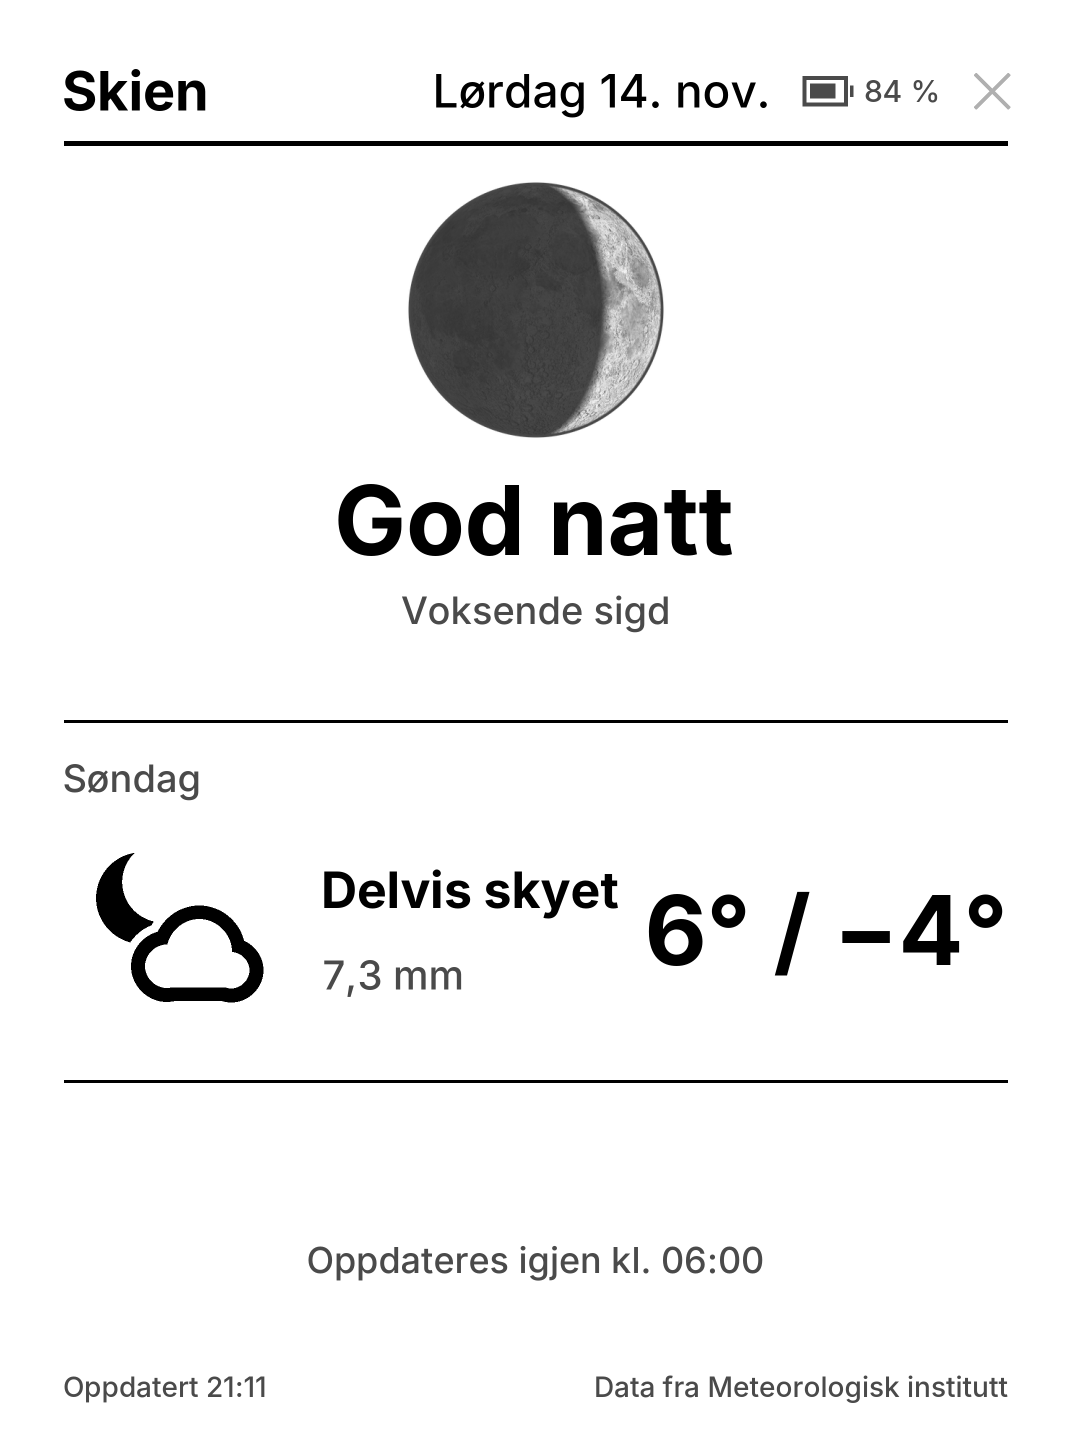 Skien
Lørdag 14. nov.
84 %
God natt
Voksende sigd
Søndag
Delvis skyet
7,3 mm
6° / −4°
Oppdateres igjen kl. 06:00
Oppdatert 21:11
Data fra Meteorologisk institutt